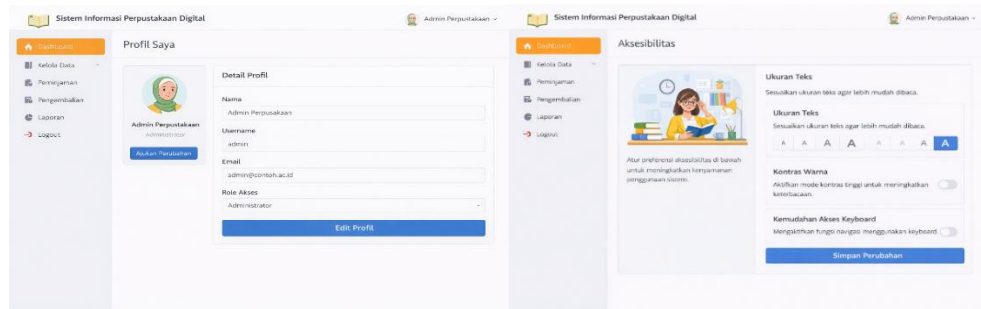 Sistem Informasi Perpustakaan Digital
Admin Perpustakaan
Dashboard
Kelola Data
Peminjaman
Pengembalian
Laporan
Logout
Profil Saya
Admin Perpustakaan
Administrator
Ajukan Perubahan
Detail Profil
Nama
Admin Perpusakaan
Username
admin
Email
admin@contoh.ac.id
Role Akses
Administrator
Edit Profil
Sistem Informasi Perpustakaan Digital
Admin Perpustakaan
Dashboard
Kelola Data
Peminjaman
Pengembalian
Laporan
Logout
Aksesibilitas
Atur preferensi aksesibilitas di bawah
untuk meningkatkan kenyamanan
penggunaan sistem.
Ukuran Teks
Sesuaikan ukuran teks agar lebih mudah dibaca.
Ukuran Teks
Sesuaikan ukuran teks agar lebih mudah dibaca.
A A A A A A A A
Kontras Warna
Aktifkan mode kontras tinggi untuk meningkatkan
keterbacaan.
Kemudahan Akses Keyboard
Mengaktifkan fungsi navigasi menggunakan keyboard
Simpan Perubahan